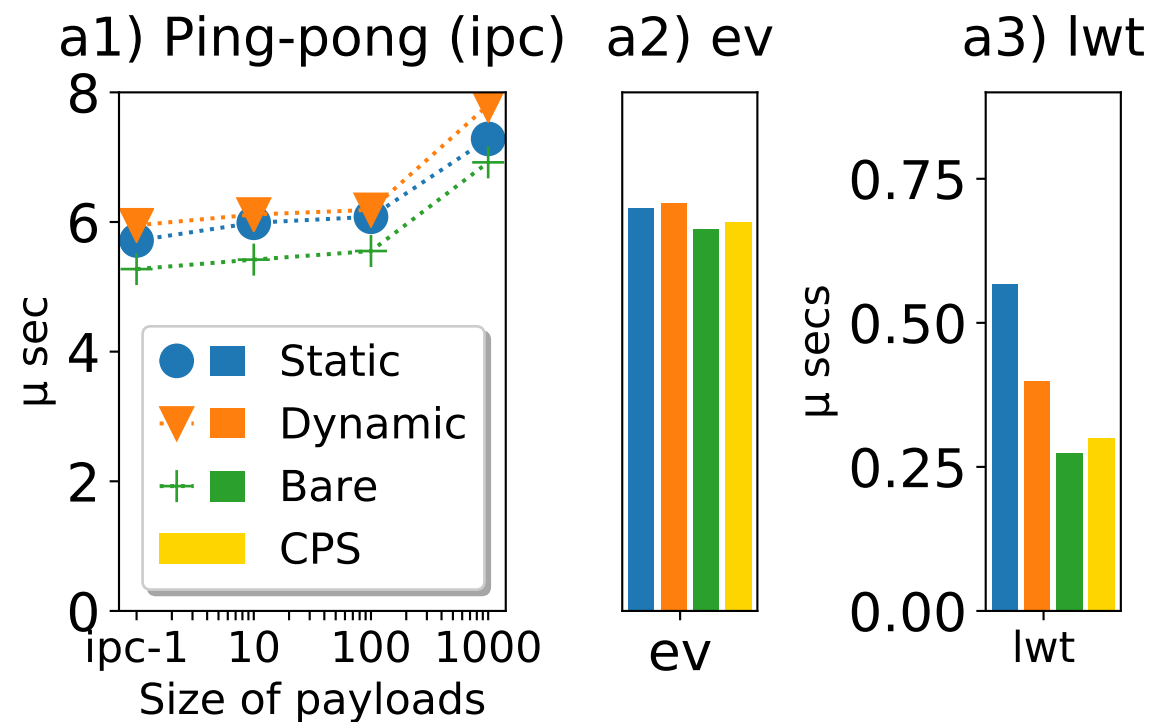 a1) Ping-pong (ipc)
a2) ev
a3) lwt
8
6
4
2
0
µ sec
Static
Dynamic
Bare
CPS
ipc-1 10 100 1000
Size of payloads
ev
µ secs
0.75
0.50
0.25
0.00
lwt